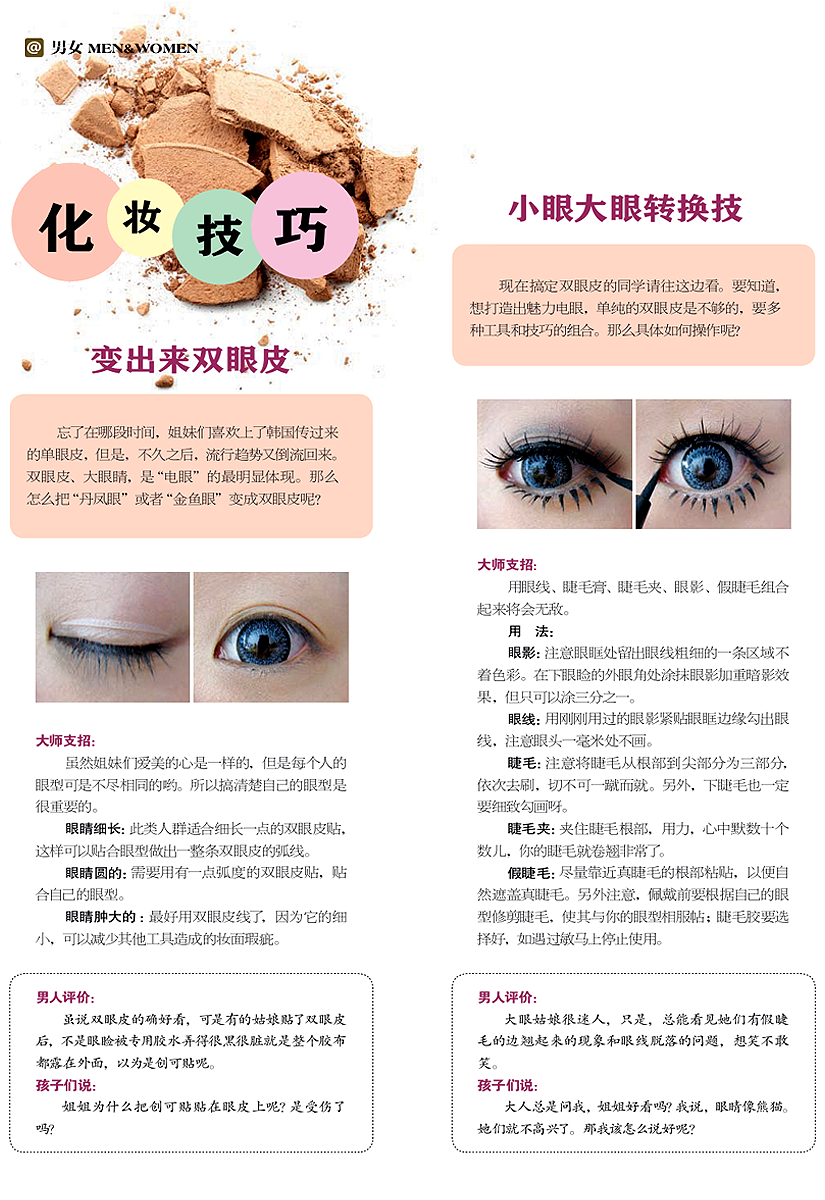 @ 男女 MEN&WOMEN
化妆技巧
变出来双眼皮
忘了在哪段时间，姐妹们喜欢上了韩国传过来
的单眼皮，但是，不久之后，流行趋势又倒流回来。
双眼皮、大眼睛，是“电眼”的最明显体现。那么
怎么把“丹凤眼”或者“金鱼眼”变成双眼皮呢？
大师支招：
虽然姐妹们爱美的心是一样的，但是每个人的
眼型可是不尽相同的哟。所以搞清楚自己的眼型是
很重要的。
眼睛细长：此类人群适合细长一点的双眼皮贴，
这样可以贴合眼型做出一整条双眼皮的弧线。
眼睛圆的：需要用有一点弧度的双眼皮贴，贴
合自己的眼型。
眼睛肿大的：最好用双眼皮线了，因为它的细
小，可以减少其他工具造成的妆面瑕疵。
男人评价：
虽说双眼皮的确好看，可是有的姑娘贴了双眼皮
后，不是眼睑被专用胶水弄得很黑很脏就是整个胶布
都露在外面，以为是创可贴呢。
孩子们说：
姐姐为什么把创可贴贴在眼皮上呢？是受伤了
吗？
小眼大眼转换技
现在搞定双眼皮的同学请往这边看。要知道，
想打造出魅力电眼，单纯的双眼皮是不够的，要多
种工具和技巧的组合。那么具体如何操作呢？
大师支招：
用眼线、睫毛膏、睫毛夹、眼影、假睫毛组合
起来将会无敌。
用 法：
眼影：注意眼眶处留出眼线粗细的一条区域不
着色彩。在下眼睑的外眼角处涂抹眼影加重暗影效
果，但只可以涂三分之一。
眼线：用刚刚用过的眼影紧贴眼眶边缘勾出眼
线，注意眼头一毫米处不画。
睫毛：注意将睫毛从根部到尖部分为三部分，
依次去刷，切不可一蹴而就。另外，下睫毛也一定
要细致勾画呀。
睫毛夹：夹住睫毛根部，用力，心中默数十个
数儿，你的睫毛就卷翘非常了。
假睫毛：尽量靠近真睫毛的根部粘贴，以便自
然遮盖真睫毛。另外注意，佩戴前要根据自己的眼
型修剪睫毛，使其与你的眼型相服帖；睫毛胶要选
择好，如遇过敏马上停止使用。
男人评价：
大眼姑娘很迷人，只是，总能看见她们有假睫
毛的边翘起来的现象和眼线脱落的问题，想笑不敢
笑。
孩子们说：
大人总是问我，姐姐好看吗？我说，眼睛像熊猫。
她们就不高兴了。那我该怎么说好呢？